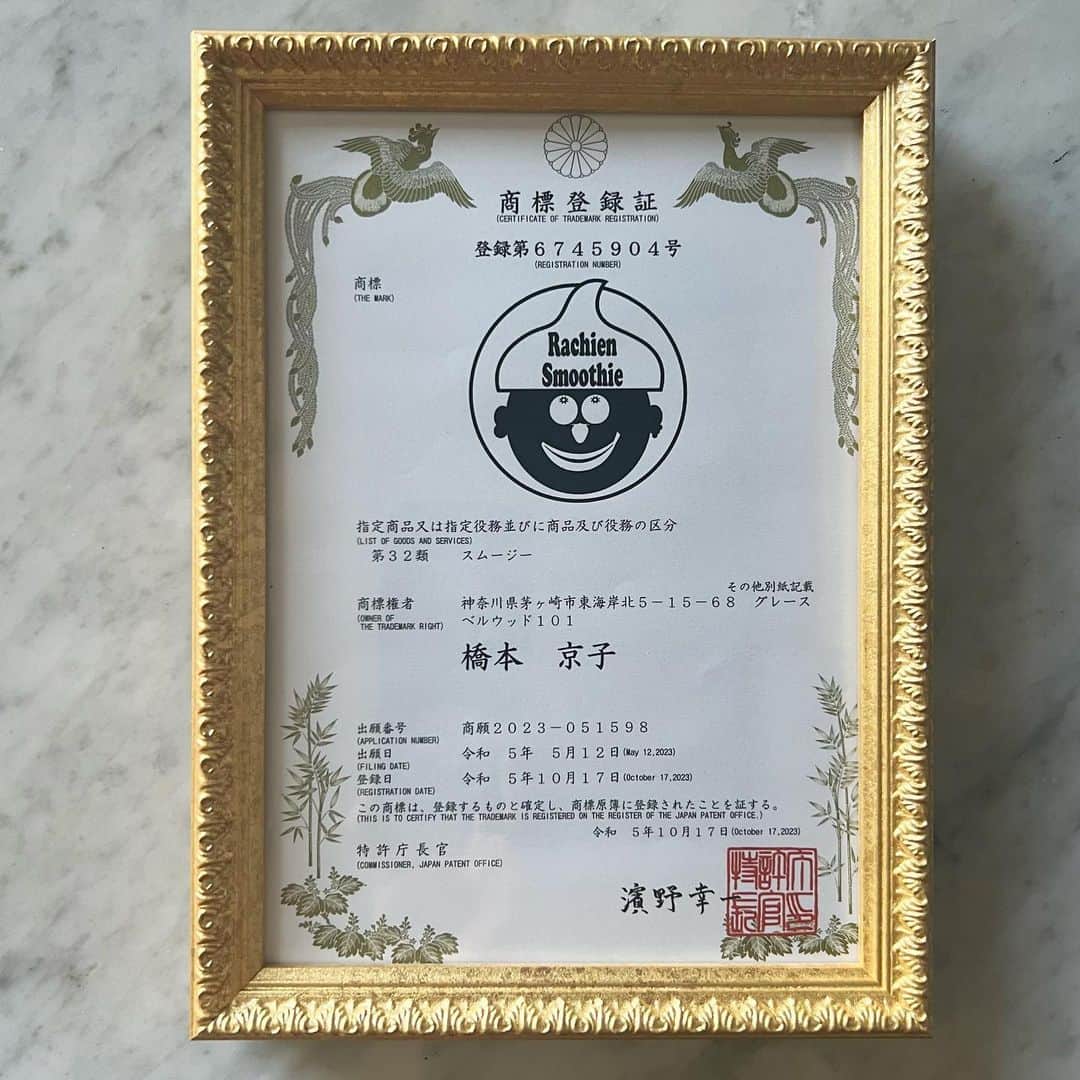 商標登録証
(CERTIFICATE OF TRADEMARK REGISTRATION)
登録第6745904号
(REGISTRATION NUMBER)
商標
(THE MARK)
Rachien
Smoothie
指定商品又は指定役務並びに商品及び役務の区分
(LIST OF GOODS AND SERVICES)
第32類 スムージー
その他別紙記載
商標権者 神奈川県茅ヶ崎市東海岸北5-15-68 グレース
(OWNER OF
THE TRADEMARK RIGHT)
ベルウッド101
橋本 京子
出願番号 商願2023-051598
(APPLICATION NUMBER)
出願日 令和 5年 5月12日(May 12,2023)
(FILING DATE)
登録日 令和 5年10月17日(October 17,2023)
(REGISTRATION DATE)
この商標は、登録するものと確定し、商標原簿に登録されたことを証する。
(THIS IS TO CERTIFY THAT THE TRADEMARK IS REGISTERED ON THE REGISTER OF THE JAPAN PATENT OFFICE.)
令和 5年10月17日(October 17,2023)
特許庁長官
(COMMISSIONER, JAPAN PATENT OFFICE)
濱野幸一